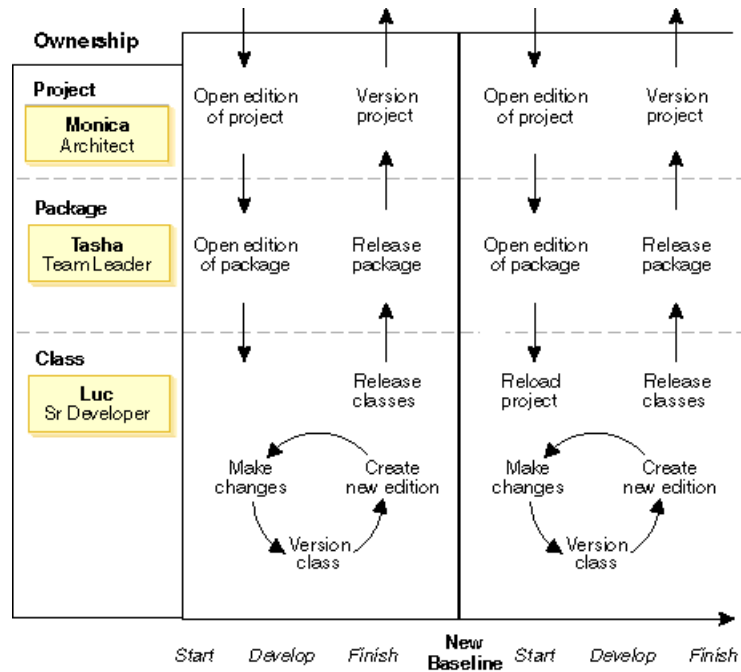 Ownership
Project
Monica
Architect
Open edition
of project
Version
project
Open edition
of project
Version
project
Package
Tasha
Team Leader
Open edition
of package
Release
package
Open edition
of package
Release
package
Class
Luc
Sr Developer
Release
classes
Reload
project
Release
classes
Make
changes
Create
new edition
Version
class
Make
changes
Create
new edition
Version
class
Start
Develop
Finish
New
Baseline
Start
Develop
Finish